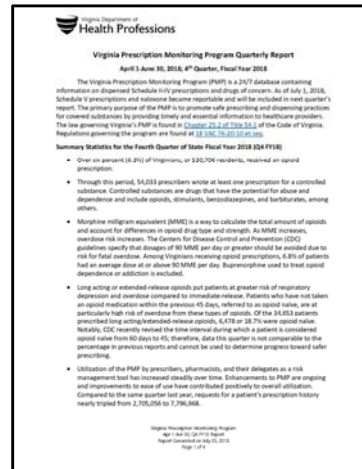 Virginia Department of
Health Professions
Virginia Prescription Monitoring Program Quarterly Report
April 1-June 30, 2018; 4th Quarter, Fiscal Year 2018
The Virginia Prescription Monitoring Program (PMP) is a 24/7 database containing
information on dispensed Schedule II-IV prescriptions and drugs of concern. As of July 1, 2018,
Schedule V prescriptions and naloxone became reportable and will be included in next quarter's
report. The primary purpose of the PMP is to promote safe prescribing and dispensing practices
for covered substances by providing timely and essential information to healthcare providers.
The law governing Virginia's PMP is found in Chapter 25.2 of Title 54.1 of the Code of Virginia.
Regulations governing the program are found at 18 VAC 76-20-10 et seq.
Summary Statistics for the Fourth Quarter of State Fiscal Year 2018 (Q4 FY18)
• Over six percent (6.2%) of Virginians, or 520,706 residents, received an opioid
prescription.
• Through this period, 54,033 prescribers wrote at least one prescription for a controlled
substance. Controlled substances are drugs that have the potential for abuse and
dependence and include opioids, stimulants, benzodiazepines, and barbiturates, among
others.
• Morphine milligram equivalent (MME) is a way to calculate the total amount of opioids
and account for differences in opioid drug type and strength. As MME increases,
overdose risk increases. The Centers for Disease Control and Prevention (CDC)
guidelines specify that dosages of 90 MME per day or greater should be avoided due to
risk for fatal overdose. Among Virginians receiving opioid prescriptions, 6.8% of patients
had an average dose at or above 90 MME per day. Buprenorphine used to treat opioid
dependence or addiction is excluded.
• Long acting or extended-release opioids put patients at greater risk of respiratory
depression and overdose compared to immediate-release. Patients who have not taken
an opioid medication within the previous 45 days, referred to as opioid naïve, are at
particularly high risk of overdose from these types of opioids. Of the 34,653 patients
prescribed long acting/extended-release opioids, 6,478 or 18.7% were opioid naïve.
Notably, CDC recently revised the time interval during which a patient is considered
opioid naïve from 60 days to 45; therefore, data this quarter is not comparable to the
percentage in previous reports and cannot be used to determine progress toward safer
prescribing.
• Utilization of the PMP by prescribers, pharmacists, and their delegates as a risk
management tool has increased steadily over time. Enhancements to PMP are ongoing
and improvements to ease of use have contributed positively to overall utilization.
Compared to the same quarter last year, requests for a patient's prescription history
nearly tripled from 2,705,056 to 7,796,968.
Virginia Prescription Monitoring Program
Apr 1-Jun 30, Q4 FY18 Report
Report Generated on July 25, 2018
Page 1 of 4